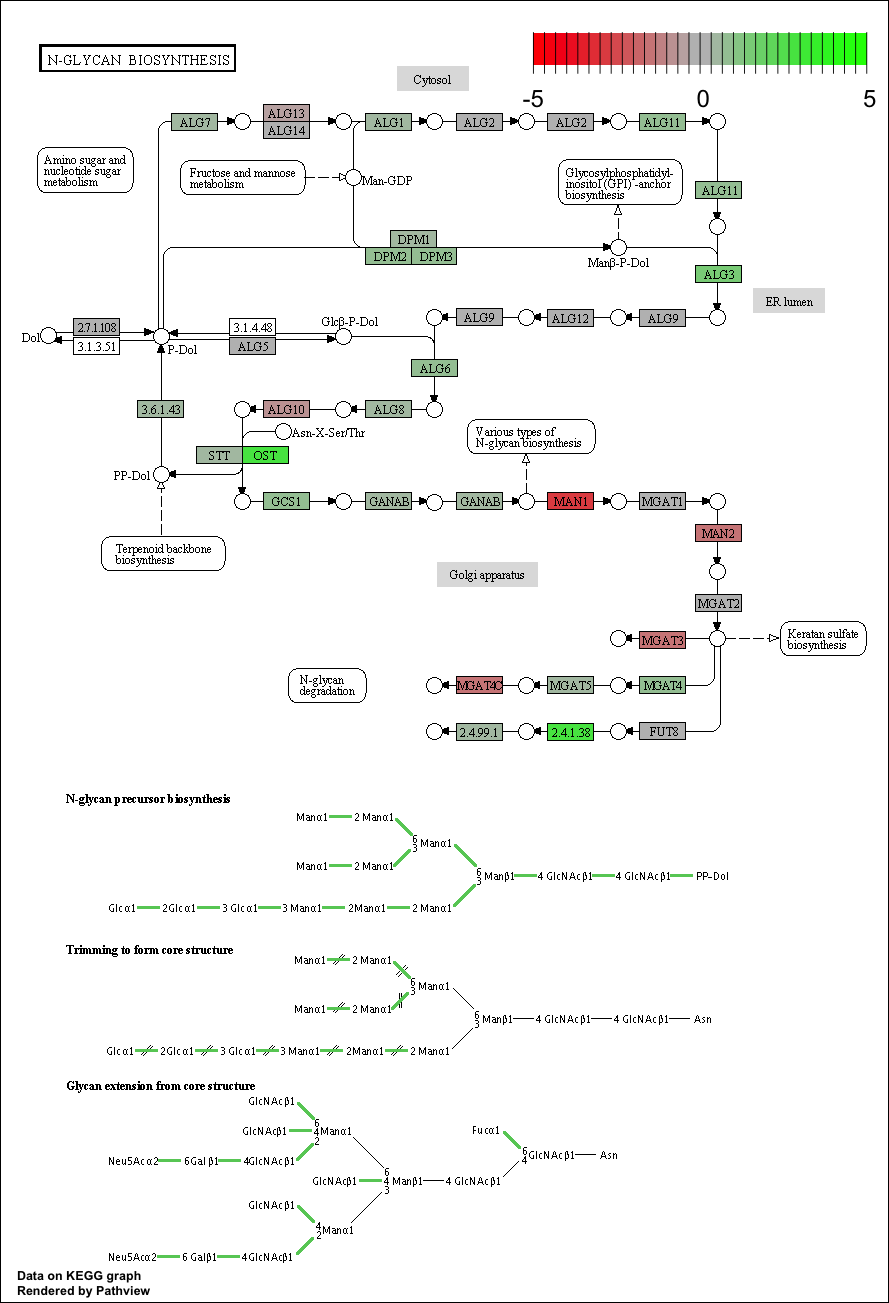 N-GLYCAN BIOSYNTHESIS
-5 0 5
Cytosol
ALG7 ALG13 ALG1 ALG2 ALG2 ALG11
ALG14
Amino sugar and
nucleotide sugar
metabolism
Fructose and mannose
metabolism
Man-GDP
Glycosylphosphatidyl-
inositol (GPI) -anchor
biosynthesis
ALG11
DPM1
DPM2 DPM3
Manβ-P-Dol
ALG3
ER lumen
Dol
2.7.1.108
3.1.3.51
P-Dol
3.1.4.48
ALG5
Glcβ-P-Dol
ALG9 ALG12 ALG9
ALG6
3.6.1.43
ALG10 ALG8
Asn-X-Ser/Thr
STT OST
PP-Dol
Various types of
N-glycan biosynthesis
GCS1 GANAB GANAB MAN1 MGAT1
MAN2
Terpenoid backbone
biosynthesis
Golgi apparatus
MGAT2
MGAT3
Keratan sulfate
biosynthesis
N-glycan
degradation
MGAT4C MGAT5 MGAT4
2.4.99.1 2.4.1.38 FUT8
N-glycan precursor biosynthesis
Manα1 2 Manα1
6
3 Manα1
Manα1 2 Manα1
6
3 Manβ1 4 GlcNAcβ1 4 GlcNAcβ1 PP-Dol
Glcα1 2Glcα1 3 Glcα1 3 Manα1 2Manα1 2 Manα1
Trimming to form core structure
Manα1 2 Manα1
6
3 Manα1
Manα1 2 Manα1
6
3 Manβ1 4 GlcNAcβ1 4 GlcNAcβ1 Asn
Glcα1 2Glcα1 3 Glcα1 3 Manα1 2Manα1 2 Manα1
Glycan extension from core structure
GlcNAcβ1
6
GlcNAcβ1 4Manα1
2
Neu5Acα2 6Galβ1 4GlcNAcβ1
Fucα1
6
4 GlcNAcβ1 Asn
6
GlcNAcβ1 4 Manβ1 4 GlcNAcβ1
3
GlcNAcβ1
4
2 Manα1
Neu5Acα2 6 Galβ1 4GlcNAcβ1
Data on KEGG graph
Rendered by Pathview